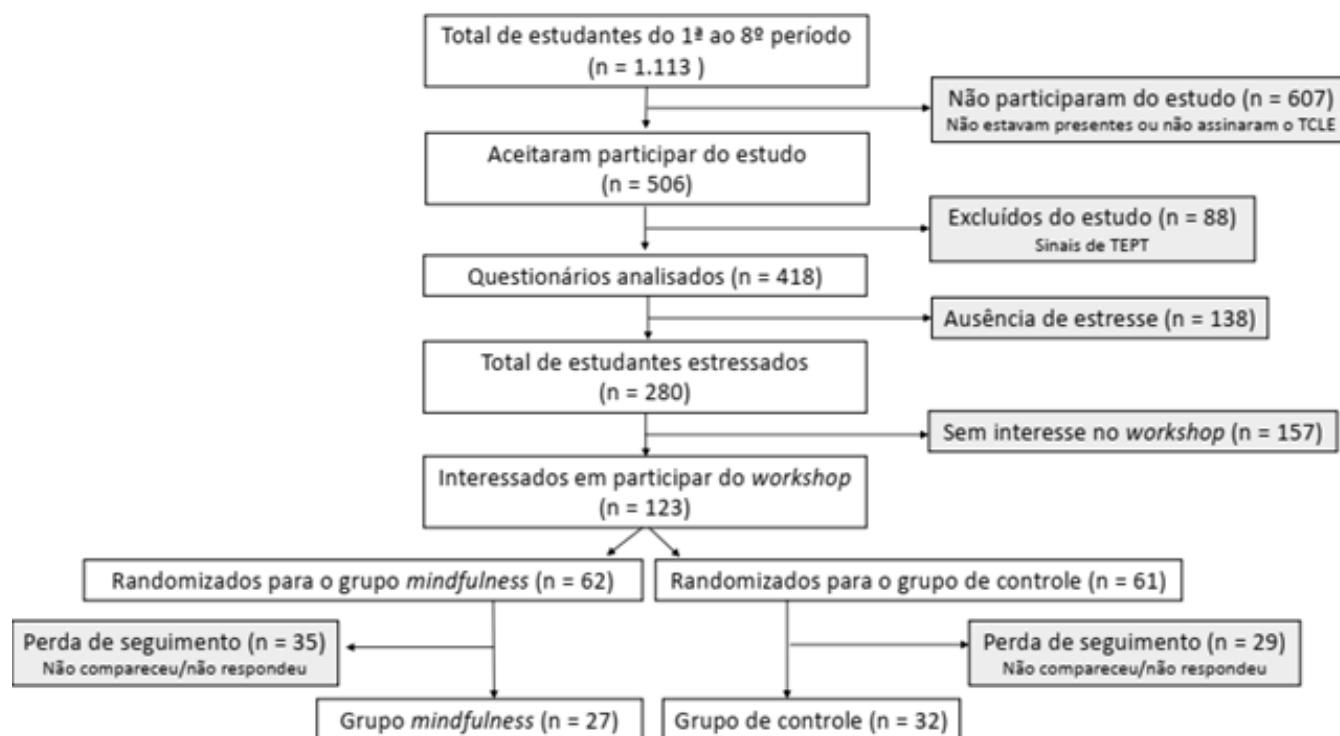 Total de estudantes do 1ª ao 8º período
(n = 1.113 )
Não participaram do estudo (n = 607)
Não estavam presentes ou não assinaram o TCLE
Aceitaram participar do estudo
(n = 506)
Excluídos do estudo (n = 88)
Sinais de TEPT
Questionários analisados (n = 418)
Ausência de estresse (n = 138)
Total de estudantes estressados
(n = 280)
Sem interesse no workshop (n = 157)
Interessados em participar do workshop
(n = 123)
Randomizados para o grupo mindfulness (n = 62)
Randomizados para o grupo de controle (n = 61)
Perda de seguimento (n = 35)
Não compareceu/não respondeu
Perda de seguimento (n = 29)
Não compareceu/não respondeu
Grupo mindfulness (n = 27)
Grupo de controle (n = 32)